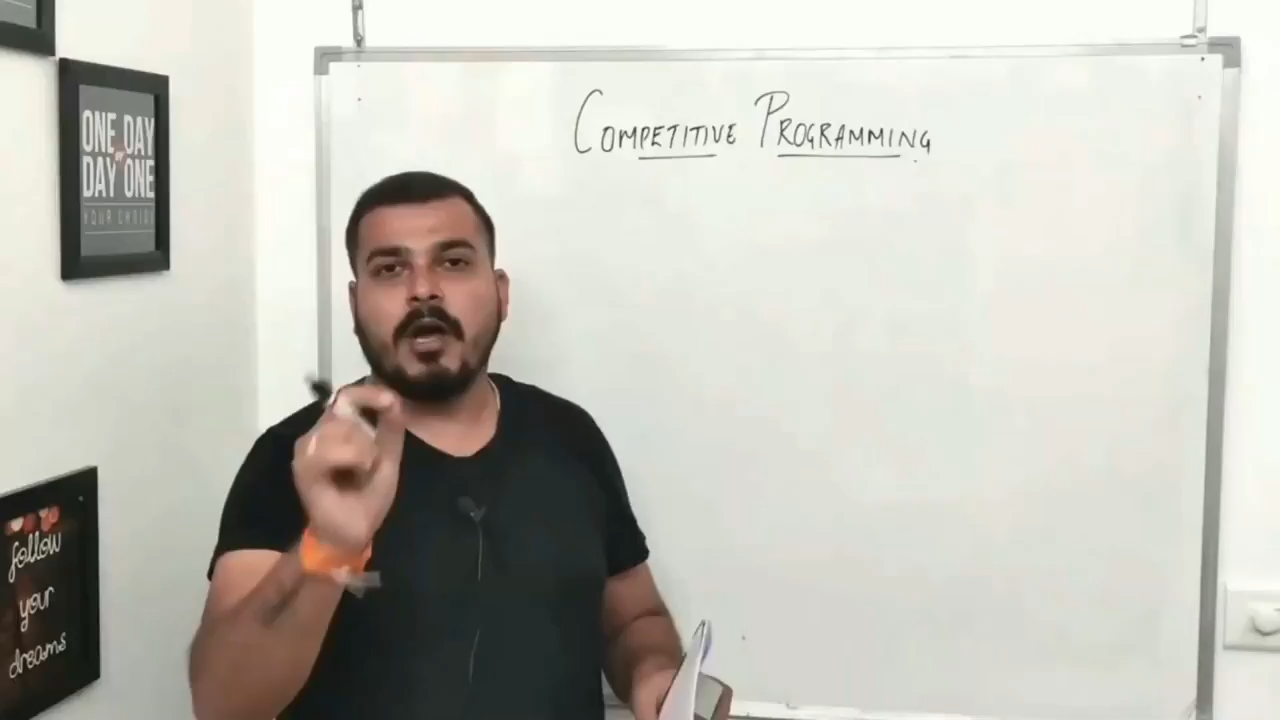 ONE DAY
or
DAY ONE
YOUR CHOICE
COMPETITIVE PROGRAMMING
follow
your
dreams